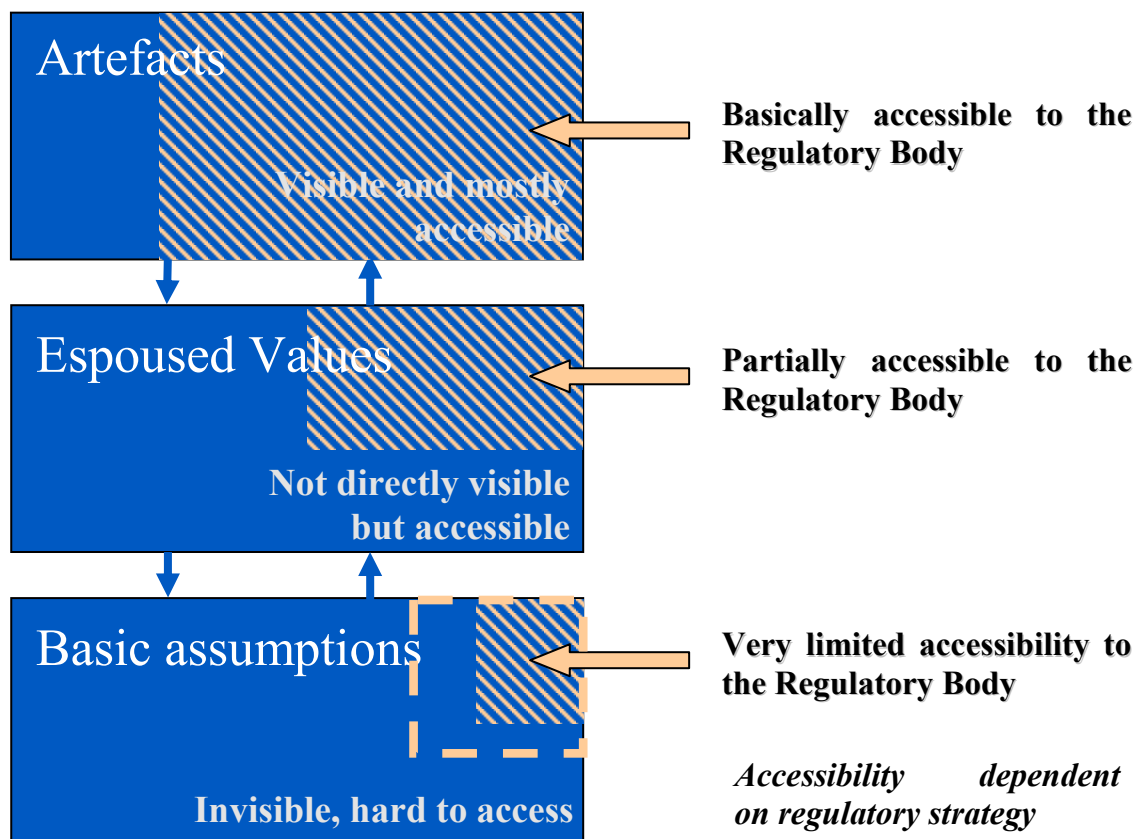 Artefacts
Visible and mostly
accessible
Basically accessible to the
Regulatory Body
Espoused Values
Not directly visible
but accessible
Partially accessible to the
Regulatory Body
Basic assumptions
Invisible, hard to access
Very limited accessibility to
the Regulatory Body
Accessibility dependent
on regulatory strategy